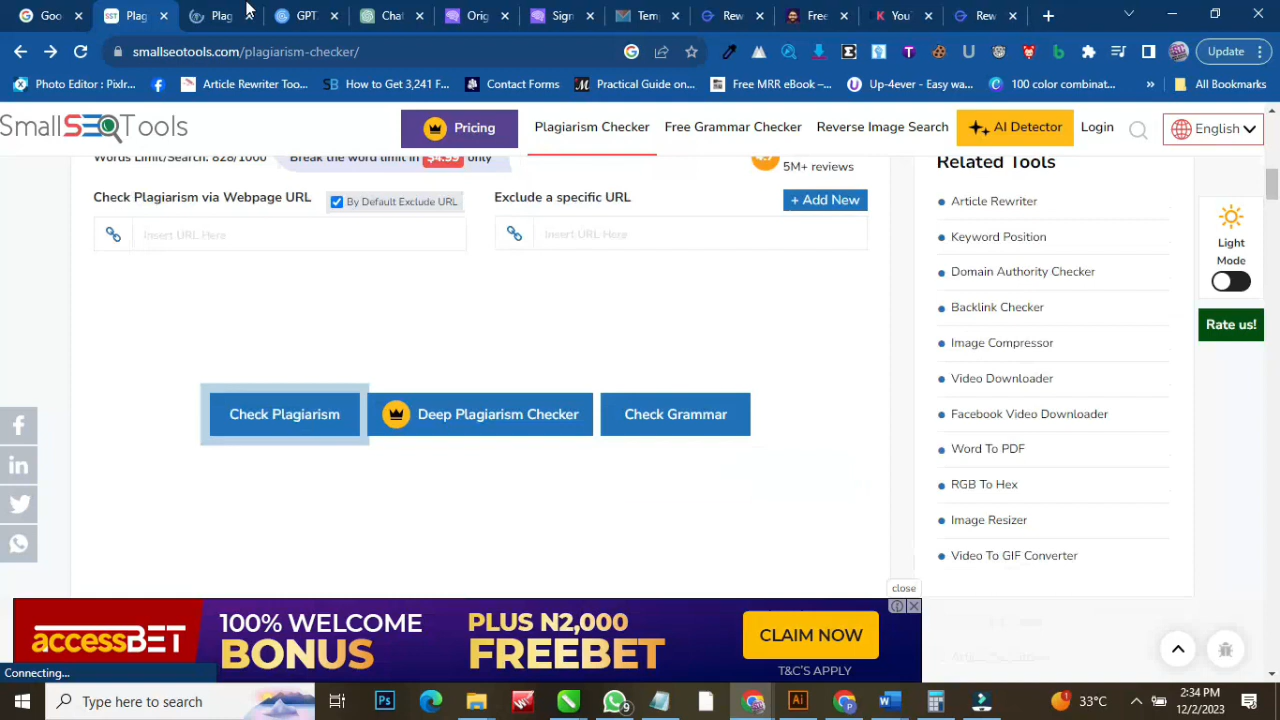 Goo
Plag
Plag
GPT
Cha
Orig
Tem
Rew
Free
You
smallseotools.com/plagiarism-checker/
Update
Photo Editor : Pixlr...
Article Rewriter Too...
How to Get 3,241 F...
Contact Forms
Practical Guide on...
Free MRR eBook –...
Up-4ever - Easy wa...
100 color combinat...
»
All Bookmarks
SmallSEOTools
Pricing
Plagiarism Checker
Free Grammar Checker
Reverse Image Search
AI Detector
Login
English
Words Limit/Search: 828/1000
Break the word limit in $4.99 only
5M+ reviews
Related Tools
Check Plagiarism via Webpage URL
By Default Exclude URL
Exclude a specific URL
+ Add New
Insert URL Here
Insert URL Here
Article Rewriter
Keyword Position
Domain Authority Checker
Backlink Checker
Image Compressor
Video Downloader
Facebook Video Downloader
Word To PDF
RGB To Hex
Image Resizer
Video To GIF Converter
Light
Mode
Rate us!
Check Plagiarism
Deep Plagiarism Checker
Check Grammar
close
accessBET
100% WELCOME
BONUS
PLUS N2,000
FREEBET
CLAIM NOW
T&C'S APPLY
Connecting...
Type here to search
9
33°C
2:34 PM
12/2/2023